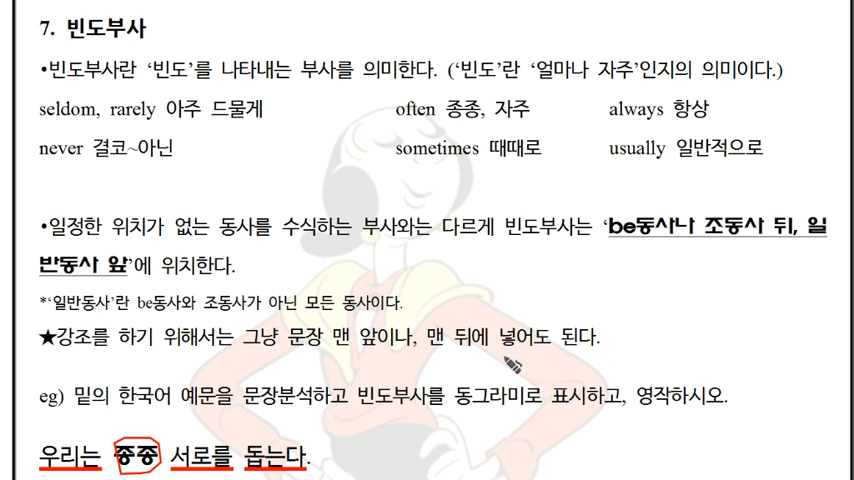 7. 빈도부사
•빈도부사란 ‘빈도’를 나타내는 부사를 의미한다. (‘빈도’란 ‘얼마나 자주’인지의 의미이다.)
seldom, rarely 아주 드물게 often 종종, 자주 always 항상
never 결코~아닌 sometimes 때때로 usually 일반적으로
•일정한 위치가 없는 동사를 수식하는 부사와는 다르게 빈도부사는 ‘be동사나 조동사 뒤, 일
반동사 앞’에 위치한다.
*‘일반동사’란 be동사와 조동사가 아닌 모든 동사이다.
★강조를 하기 위해서는 그냥 문장 맨 앞이나, 맨 뒤에 넣어도 된다.
eg) 밑의 한국어 예문을 문장분석하고 빈도부사를 동그라미로 표시하고, 영작하시오.
우리는 종종 서로를 돕는다.